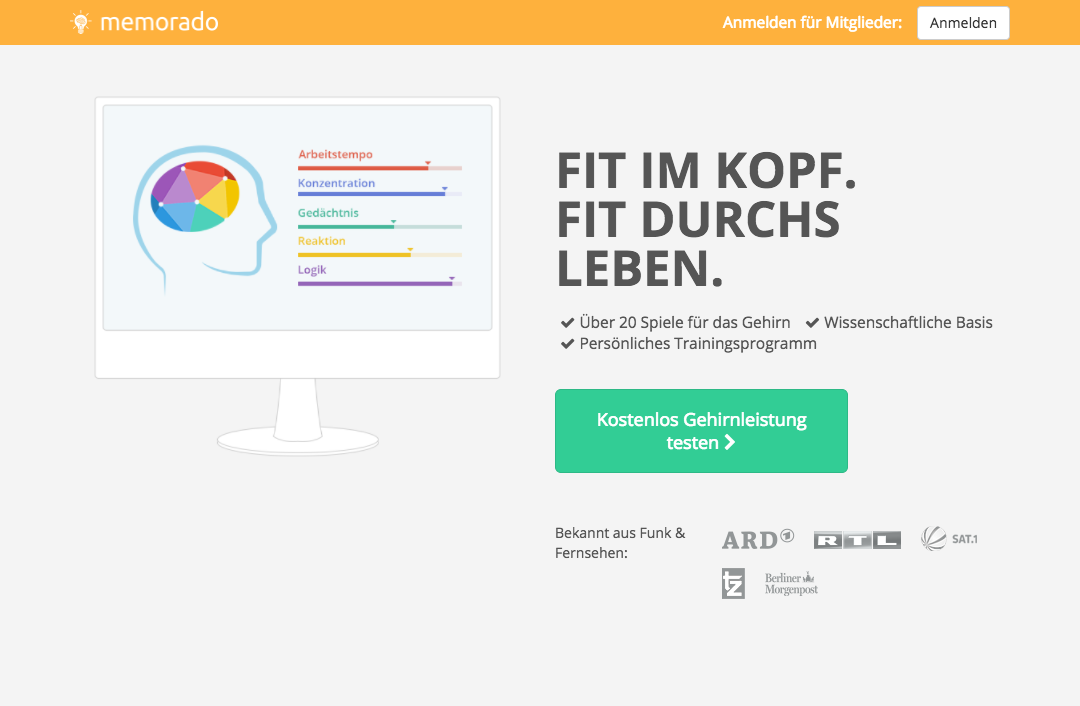 memorado
Anmelden für Mitglieder:
Anmelden
Arbeitstempo
Konzentration
Gedächtnis
Reaktion
Logik
FIT IM KOPF.
FIT DURCHS
LEBEN.
Über 20 Spiele für das Gehirn
Wissenschaftliche Basis
Persönliches Trainingsprogramm
Kostenlos Gehirnleistung
testen
Bekannt aus Funk &
Fernsehen:
ARD
RTL
SAT.1
tz
Berliner
Morgenpost